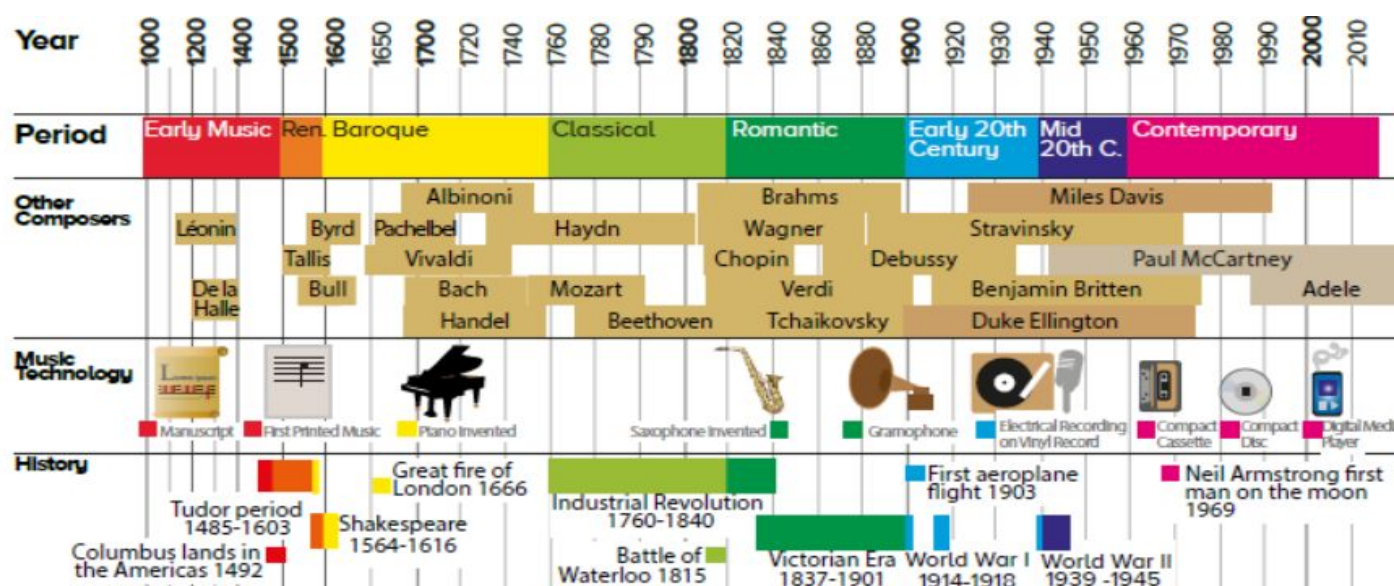 Year
1000 1200 1400 1500 1600 1650 1700 1720 1740 1760 1780 1790 1800 1820 1840 1860 1880 1900 1920 1930 1940 1950 1960 1970 1980 1990 2000 2010
Period
Early Music
Ren.
Baroque
Classical
Romantic
Early 20th
Century
Mid
20th C.
Contemporary
Other
Composers
Albinoni
Brahms
Miles Davis
Léonin
Byrd
Pachelbel
Haydn
Wagner
Stravinsky
Tallis
Vivaldi
Chopin
Debussy
Paul McCartney
De la
Halle
Bull
Bach
Mozart
Verdi
Benjamin Britten
Adele
Handel
Beethoven
Tchaikovsky
Duke Ellington
Music
Technology
Manuscript
First Printed Music
Piano Invented
Saxophone Invented
Gramophone
Electrical Recording
on Vinyl Record
Compact
Cassette
Compact
Disc
Digital Med
Player
History
Tudor period
1485-1603
Great fire of
London 1666
Industrial Revolution
1760-1840
First aeroplane
flight 1903
Neil Armstrong first
man on the moon
1969
Shakespeare
1564-1616
Columbus lands in
the Americas 1492
Battle of
Waterloo 1815
Victorian Era
1837-1901
World War I
1914-1918
World War II
1939 -1945